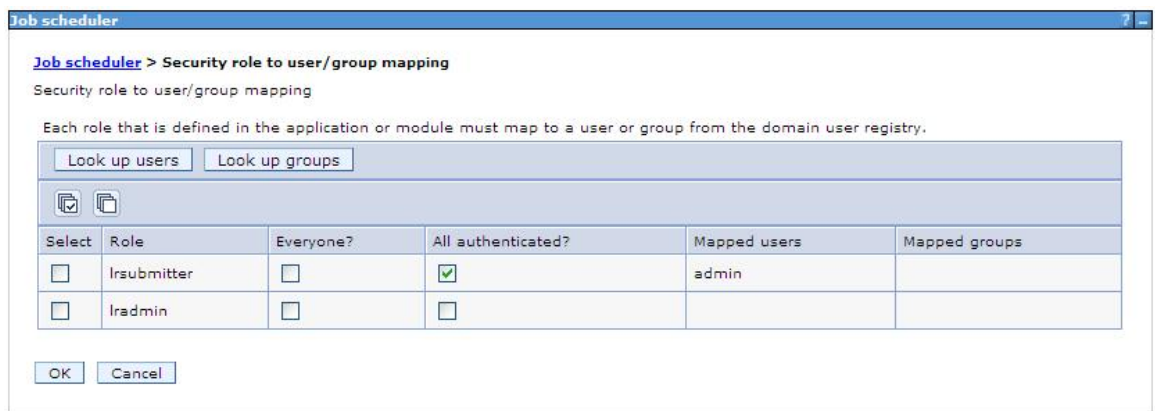 Job scheduler ? -
Job scheduler > Security role to user/group mapping
Security role to user/group mapping
Each role that is defined in the application or module must map to a user or group from the domain user registry.
Look up users Look up groups
Select Role Everyone? All authenticated? Mapped users Mapped groups
lrsubmitter admin
lradmin
OK Cancel